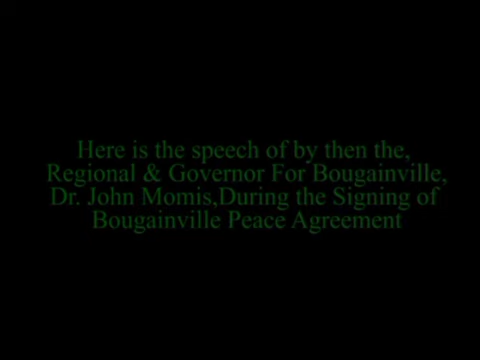 Here is the speech of by then the,
Regional & Governor For Bougainville,
Dr. John Momis,During the Signing of
Bougainville Peace Agreement